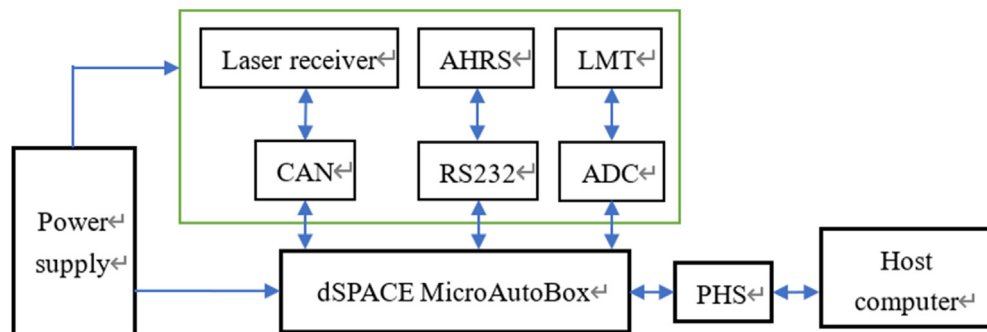 Laser receiver↵
AHRS↵
LMT↵
CAN↵
RS232↵
ADC↵
Power↵
supply↵
dSPACE MicroAutoBox↵
PHS↵
Host
computer↵